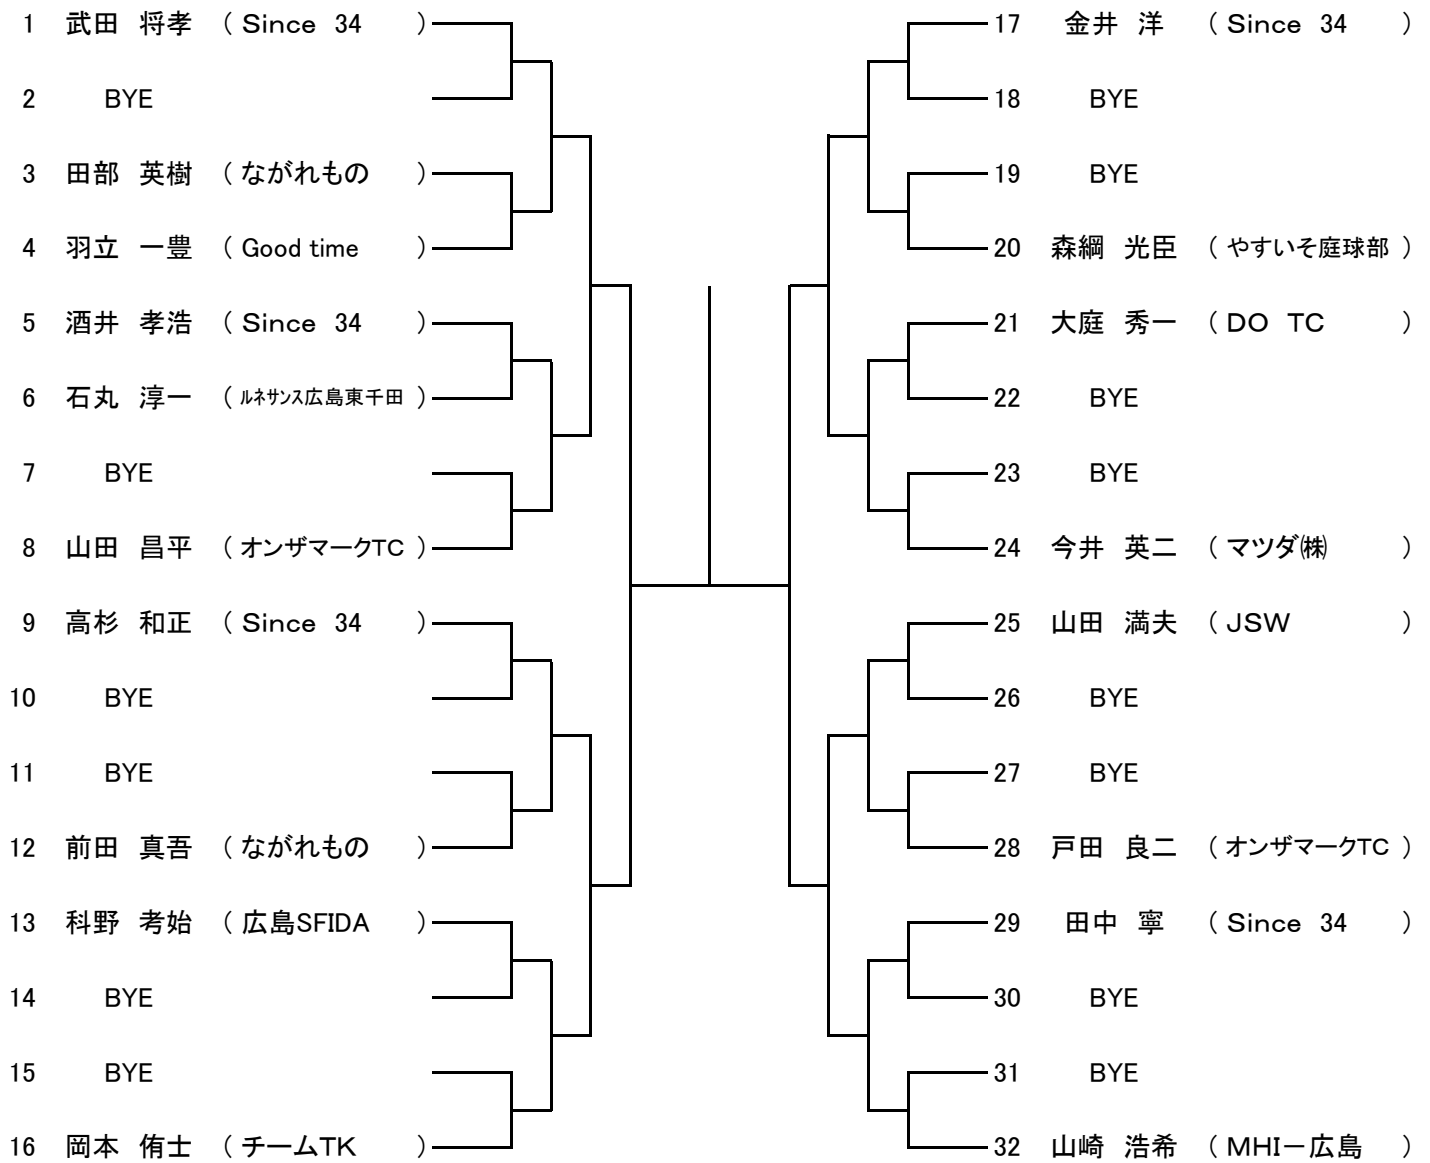 1 武田 将孝 ( Since 34 )
2 BYE
3 田部 英樹 ( ながれもの )
4 羽立 一豊 ( Good time )
5 酒井 孝浩 ( Since 34 )
6 石丸 淳一 ( ﾙﾈｻﾝｽ広島東千田 )
7 BYE
8 山田 昌平 ( オンザマークTC )
9 高杉 和正 ( Since 34 )
10 BYE
11 BYE
12 前田 真吾 ( ながれもの )
13 科野 考始 ( 広島SFIDA )
14 BYE
15 BYE
16 岡本 侑士 ( チームTK )
17 金井 洋 ( Since 34 )
18 BYE
19 BYE
20 森綱 光臣 ( やすいそ庭球部 )
21 大庭 秀一 ( DO TC )
22 BYE
23 BYE
24 今井 英二 ( マツダ㈱ )
25 山田 満夫 ( JSW )
26 BYE
27 BYE
28 戸田 良二 ( オンザマークTC )
29 田中 寧 ( Since 34 )
30 BYE
31 BYE
32 山崎 浩希 ( MHI－広島 )